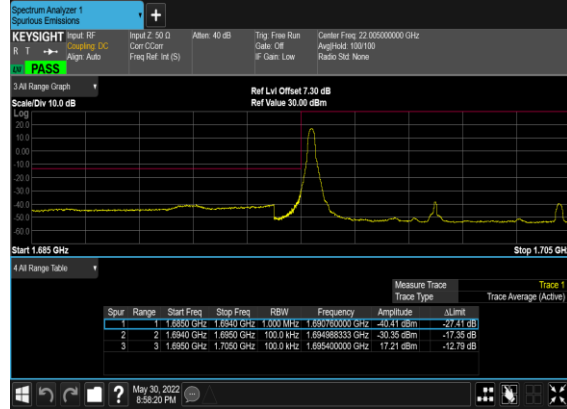 Spectrum Analyzer 1
Spurious Emissions
KEYSIGHT Input: RF Input Z: 50 Ω Atten: 40 dB Trig: Free Run Center Freq: 22.005000000 GHz
R T Coupling: DC Corr CCorr Gate: Off Avg|Hold: 100/100
Align: Auto Freq Ref: Int (S) IF Gain: Low Radio Std: None
PASS
3 All Range Graph
Ref Lvl Offset 7.30 dB
Scale/Div 10.0 dB Ref Value 30.00 dBm
Log
20.0
10.0
0.00
-10.0
-20.0
-30.0
-40.0
-50.0
-60.0
Start 1.685 GHz Stop 1.705 GH
4 All Range Table
Measure Trace Trace 1
Trace Type Trace Average (Active)
Spur Range Start Freq Stop Freq RBW Frequency Amplitude ΔLimit
1 1 1.6850 GHz 1.6940 GHz 1.000 MHz 1.690760000 GHz -40.41 dBm -27.41 dB
2 2 1.6940 GHz 1.6950 GHz 100.0 kHz 1.694988333 GHz -30.35 dBm -17.35 dB
3 3 1.6950 GHz 1.7050 GHz 100.0 kHz 1.695400000 GHz 17.21 dBm -12.79 dB
May 30, 2022
8:58:20 PM